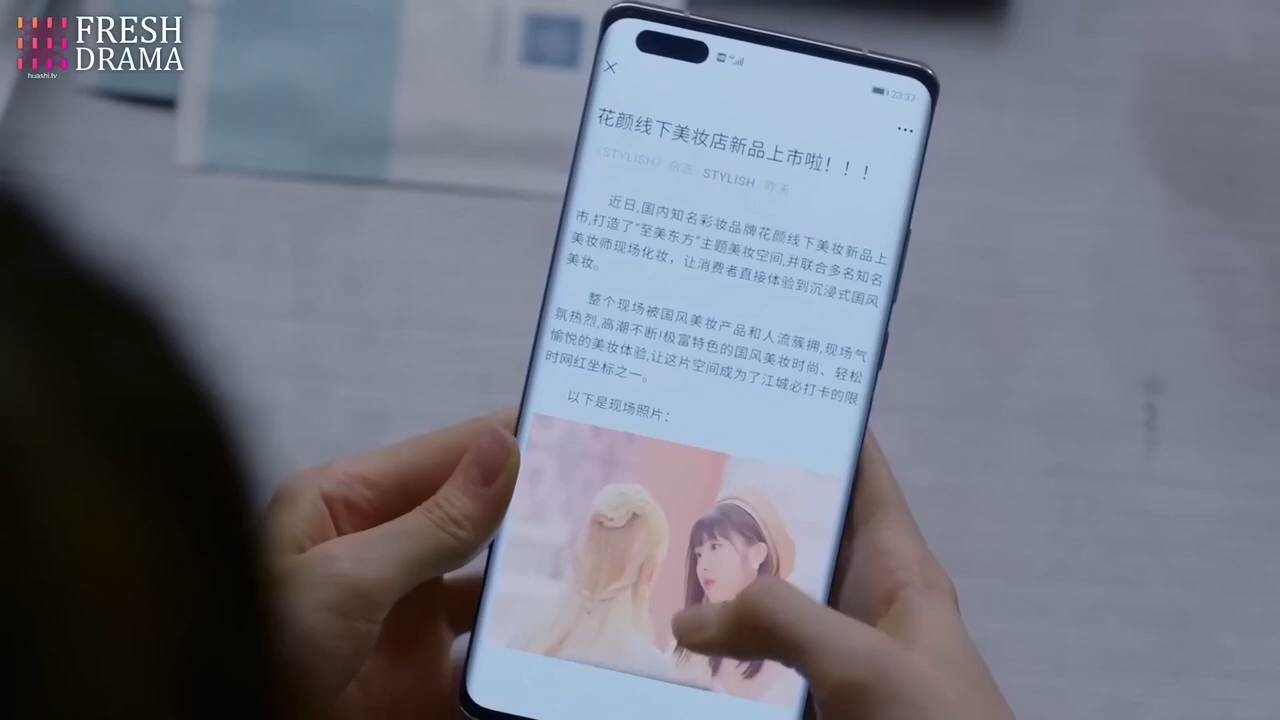 FRESH
DRAMA
huashi.tv
23:37
花颜线下美妆店新品上市啦！！！
《STYLISH》杂志 STYLISH 昨天
近日,国内知名彩妆品牌花颜线下美妆新品上
市,打造了"至美东方"主题美妆空间,并联合多名知名
美妆师现场化妆，让消费者直接体验到沉浸式国风
美妆。
整个现场被国风美妆产品和人流簇拥,现场气
氛热烈,高潮不断!极富特色的国风美妆时尚、轻松
愉悦的美妆体验,让这片空间成为了江城必打卡的限
时网红坐标之一。
以下是现场照片：